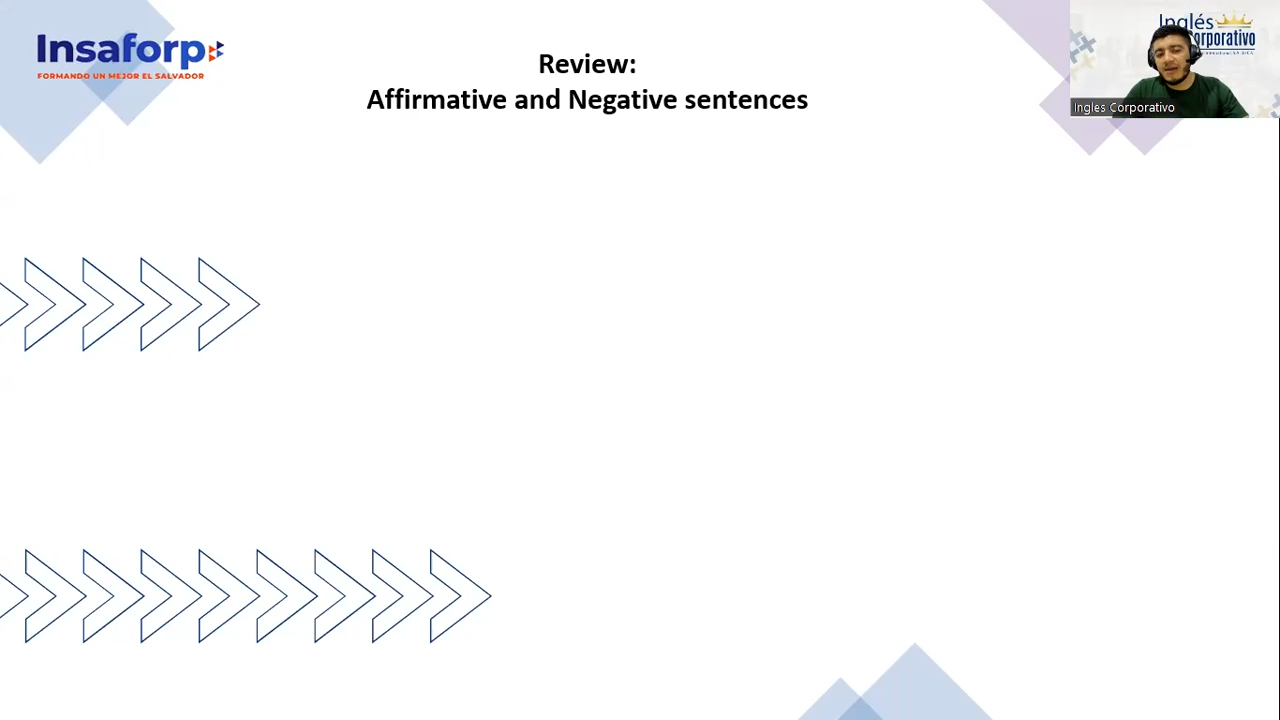 Insaforp
FORMANDO UN MEJOR EL SALVADOR
Review:
Affirmative and Negative sentences
Inglés
Corporativo
Ingles Corporativo